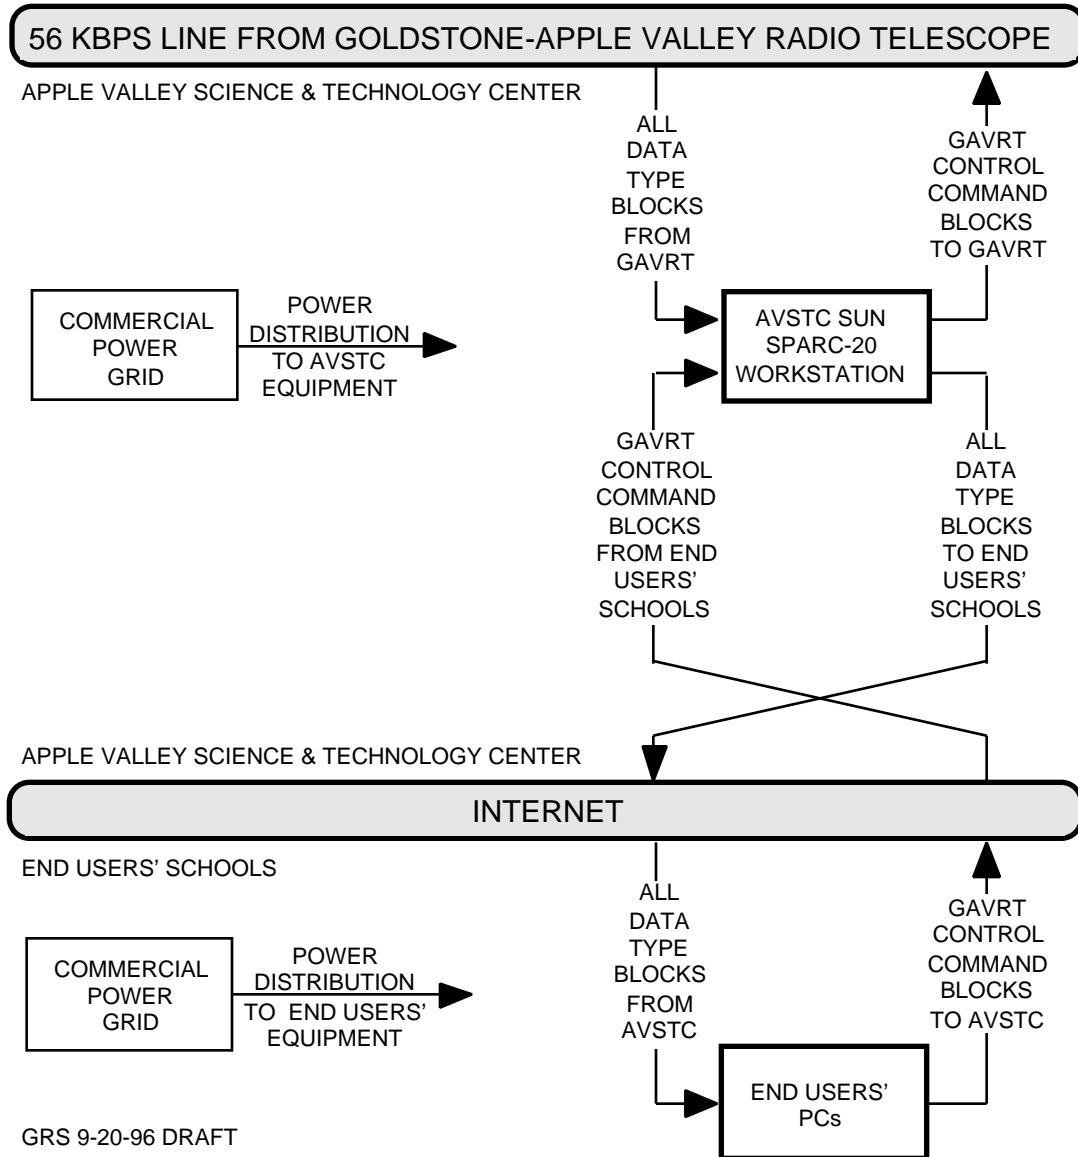 56 KBPS LINE FROM GOLDSTONE-APPLE VALLEY RADIO TELESCOPE
APPLE VALLEY SCIENCE & TECHNOLOGY CENTER
ALL
DATA
TYPE
BLOCKS
FROM
GAVRT
GAVRT
CONTROL
COMMAND
BLOCKS
TO GAVRT
COMMERCIAL
POWER
GRID
POWER
DISTRIBUTION
TO AVSTC
EQUIPMENT
AVSTC SUN
SPARC-20
WORKSTATION
GAVRT
CONTROL
COMMAND
BLOCKS
FROM END
USERS’
SCHOOLS
ALL
DATA
TYPE
BLOCKS
TO END
USERS’
SCHOOLS
APPLE VALLEY SCIENCE & TECHNOLOGY CENTER
INTERNET
END USERS’ SCHOOLS
ALL
DATA
TYPE
BLOCKS
FROM
AVSTC
GAVRT
CONTROL
COMMAND
BLOCKS
TO AVSTC
COMMERCIAL
POWER
GRID
POWER
DISTRIBUTION
TO END USERS’
EQUIPMENT
END USERS’
PCs
GRS 9-20-96 DRAFT